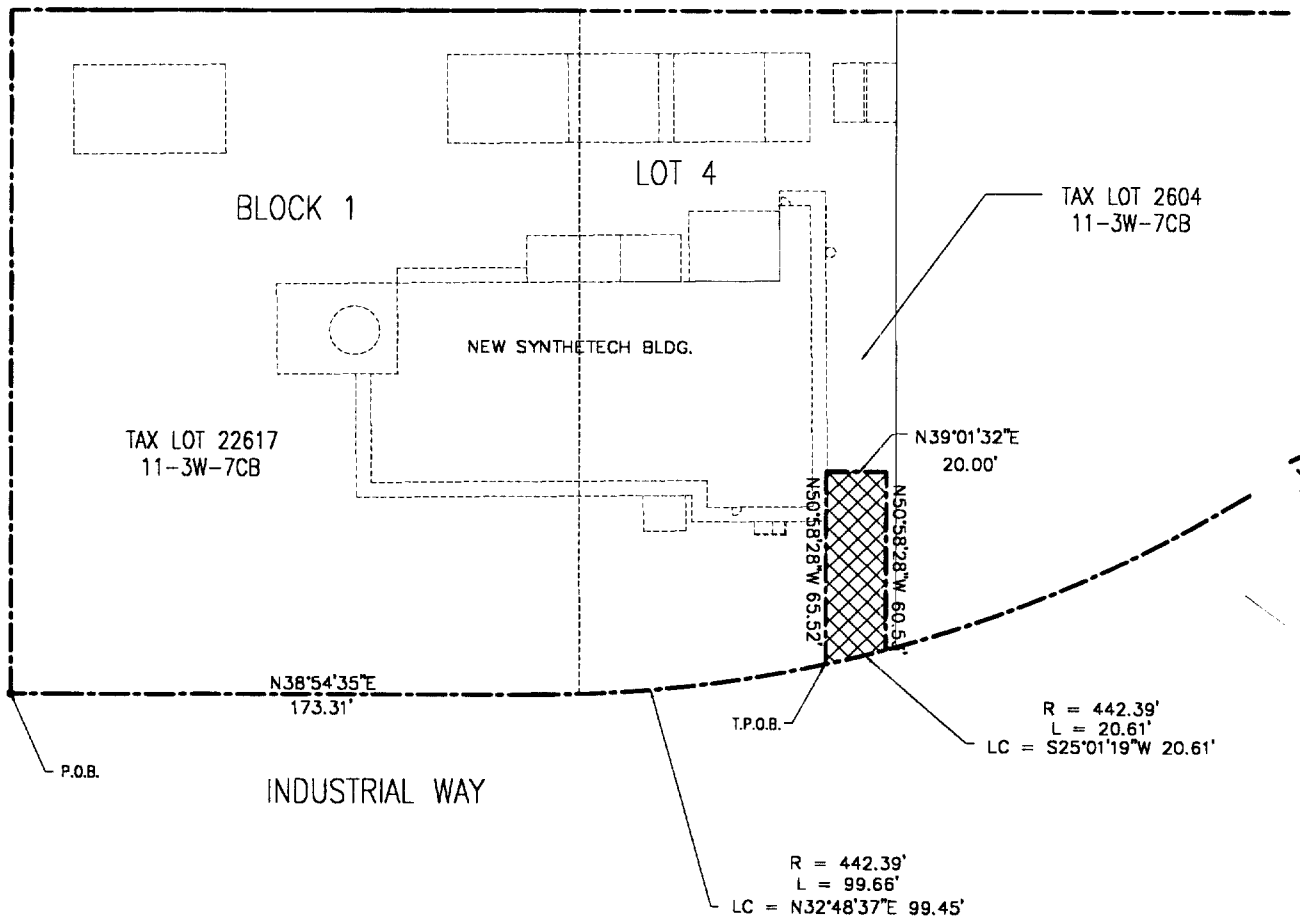 LOT 4
BLOCK 1
TAX LOT 2604
11-3W-7CB
NEW SYNTHETECH BLDG.
TAX LOT 22617
11-3W-7CB
N39°01'32"E
20.00'
N50°58'28"W 65.52'
N50°58'28"W
N38°54'35"E
173.31'
T.P.O.B.
R = 442.39'
L = 20.61'
LC = S25°01'19"W 20.61'
P.O.B.
INDUSTRIAL WAY
R = 442.39'
L = 99.66'
LC = N32°48'37"E 99.45'